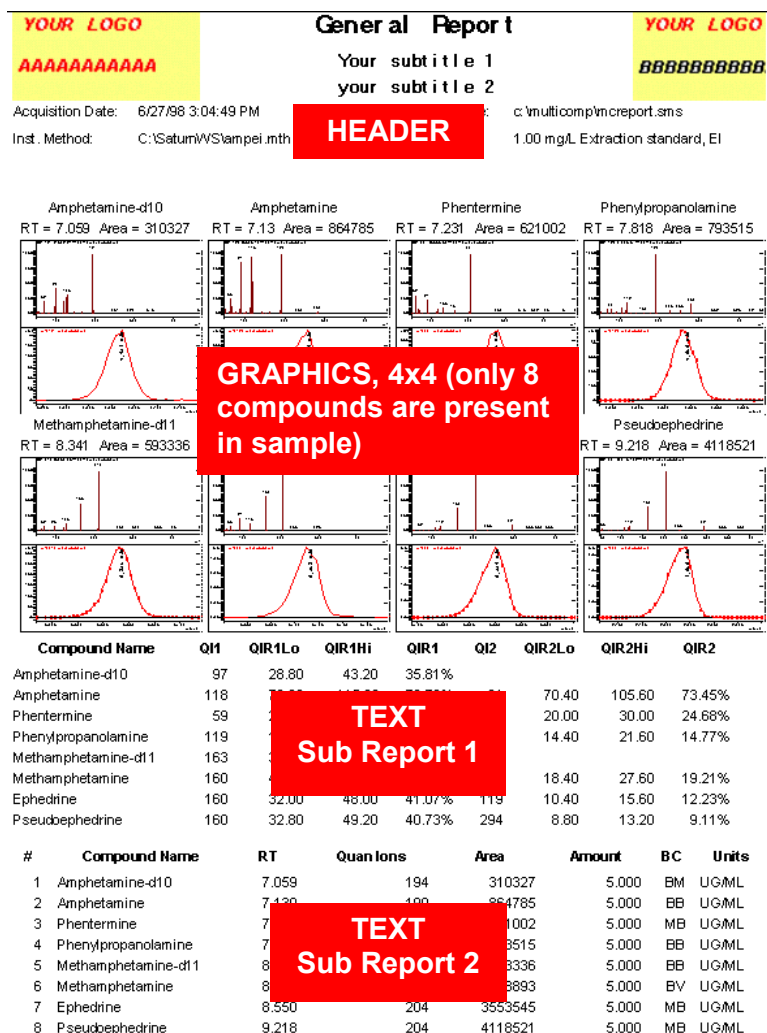 YOUR LOGO General Report YOUR LOGO
AAAAAAAAAAA Your subtitle 1 BBBBBBBBBBB
your subtitle 2
Acquisition Date: 6/27/98 3:04:49 PM c:\multicomp\mcreport.sms
Inst. Method: C:\SaturnWS\ampei.mth 1.00 mg/L Extraction standard, EI
HEADER
Amphetamine-d10 Amphetamine Phentermine Phenylpropanolamine
RT = 7.059 Area = 310327 RT = 7.13 Area = 864785 RT = 7.231 Area = 621002 RT = 7.818 Area = 793515
GRAPHICS, 4x4 (only 8
compounds are present
in sample)
Methamphetamine-d11 Pseudoephedrine
RT = 8.341 Area = 593336 RT = 9.218 Area = 4118521
Compound Name QI1 QIR1Lo QIR1Hi QIR1 QI2 QIR2Lo QIR2Hi QIR2
Amphetamine-d10 97 28.80 43.20 35.81%
Amphetamine 118 70.40 105.60 73.45%
Phentermine 59 20.00 30.00 24.68%
Phenylpropanolamine 119 14.40 21.60 14.77%
Methamphetamine-d11 163
Methamphetamine 160 18.40 27.60 19.21%
Ephedrine 160 32.00 48.00 41.07% 119 10.40 15.60 12.23%
Pseudoephedrine 160 32.80 49.20 40.73% 294 8.80 13.20 9.11%
TEXT
Sub Report 1
# Compound Name RT Quan Ions Area Amount BC Units
1 Amphetamine-d10 7.059 194 310327 5.000 BM UG/ML
2 Amphetamine 7.130 190 864785 5.000 BB UG/ML
3 Phentermine 5.000 MB UG/ML
4 Phenylpropanolamine 5.000 BB UG/ML
5 Methamphetamine-d11 5.000 BB UG/ML
6 Methamphetamine 5.000 BV UG/ML
7 Ephedrine 8.550 204 3553545 5.000 MB UG/ML
8 Pseudoephedrine 9.218 204 4118521 5.000 MB UG/ML
TEXT
Sub Report 2